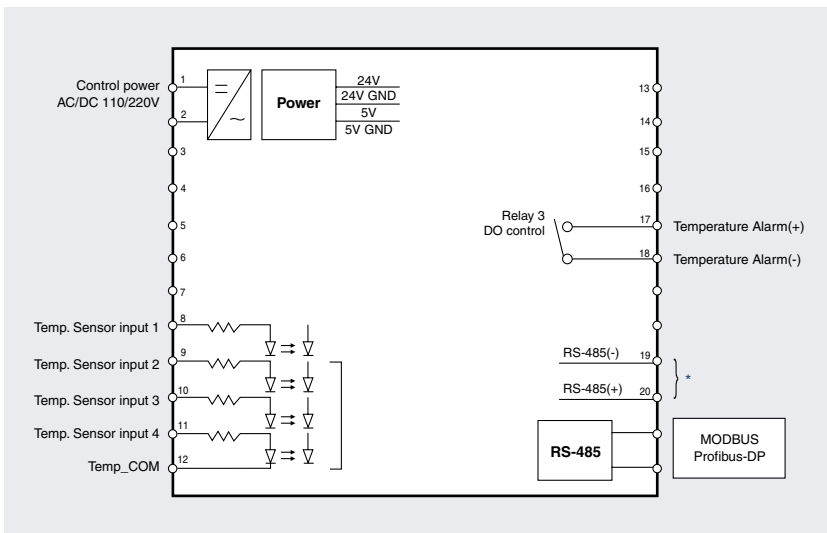 Control power
AC/DC 110/220V
1
2
3
4
5
6
7
Power
24V
24V GND
5V
5V GND
Temp. Sensor input 1
8
Temp. Sensor input 2
9
Temp. Sensor input 3
10
Temp. Sensor input 4
11
Temp_COM
12
13
14
15
16
Relay 3
DO control
17
Temperature Alarm(+)
18
Temperature Alarm(-)
RS-485(-)
19
RS-485(+)
20
*
RS-485
MODBUS
Profibus-DP